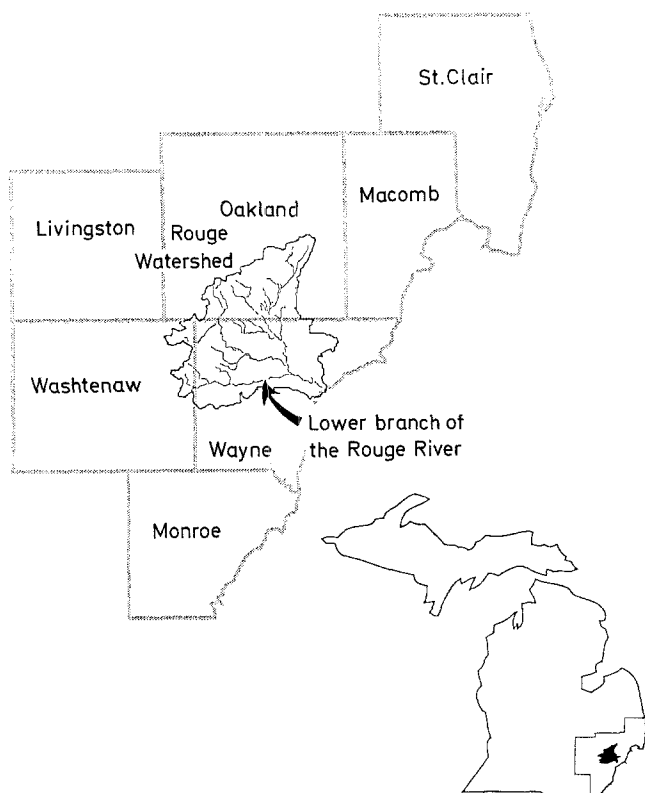 St.Clair
Macomb
Oakland
Livingston
Rouge
Watershed
Washtenaw
Lower branch of
the Rouge River
Wayne
Monroe